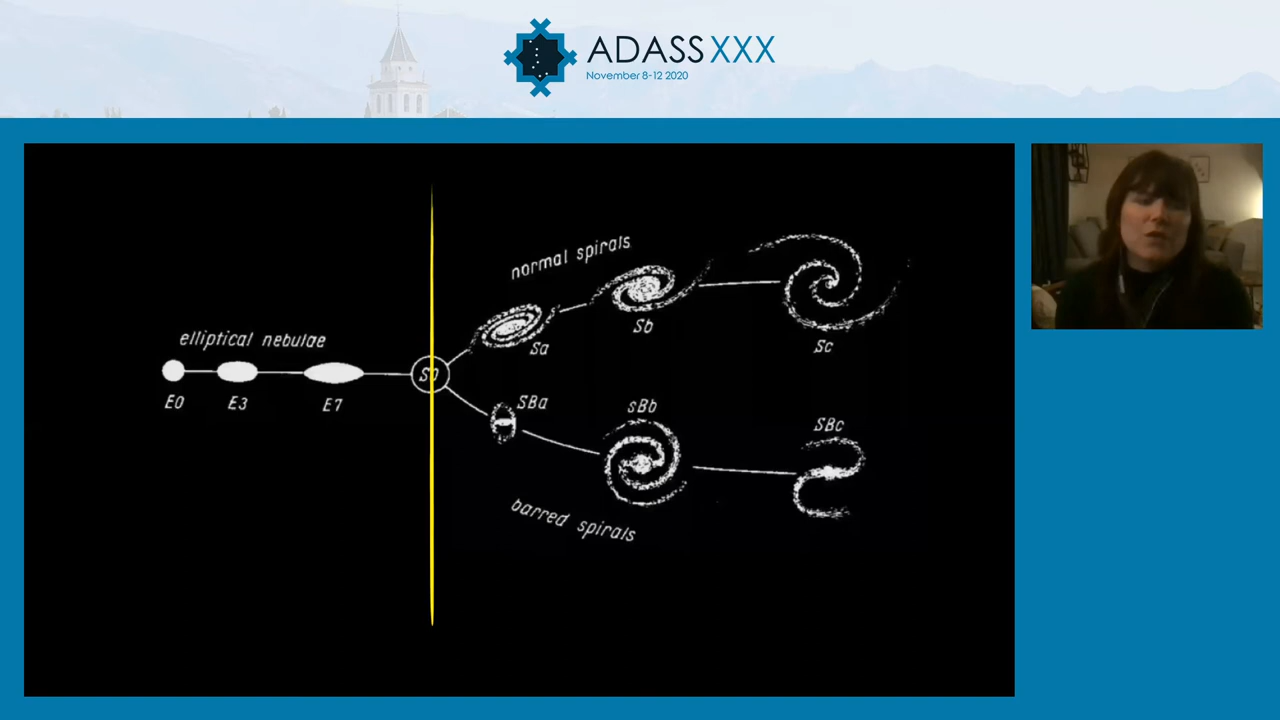 ADASS XXX
November 8-12 2020
normal spirals
elliptical nebulae
E0
E3
E7
S0
Sa
Sb
Sc
SBa
sBb
SBc
barred spirals